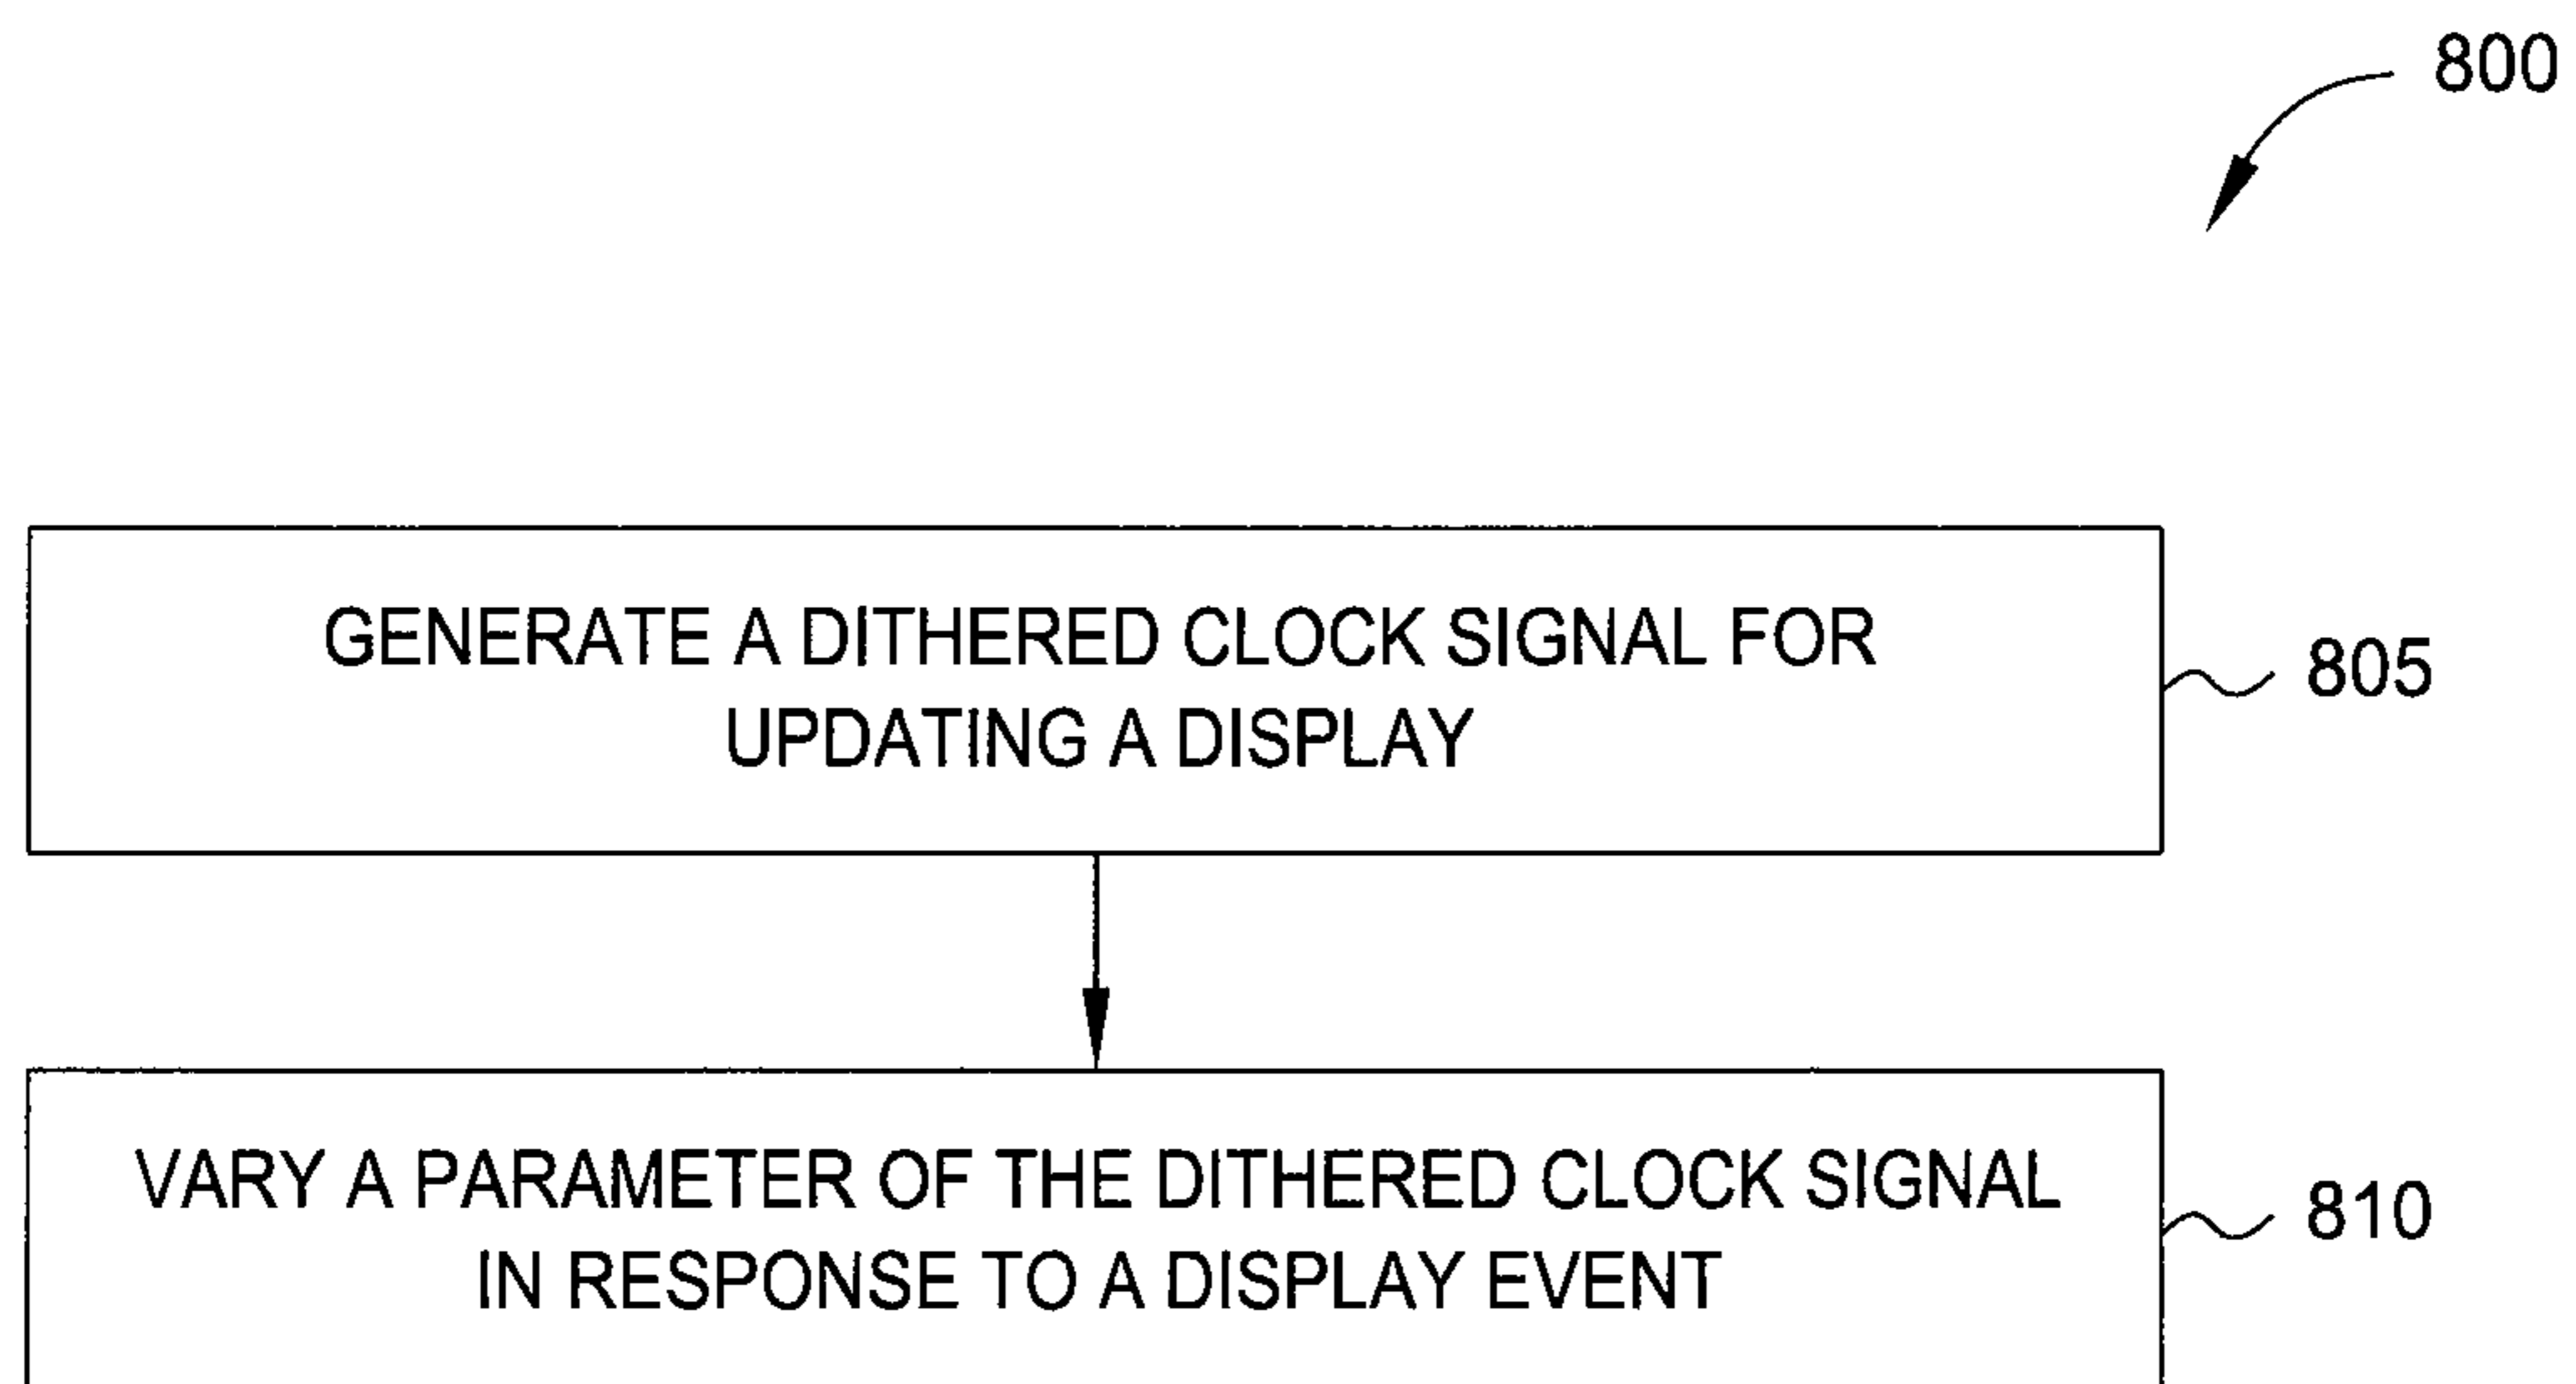 800
GENERATE A DITHERED CLOCK SIGNAL FOR
UPDATING A DISPLAY
805
VARY A PARAMETER OF THE DITHERED CLOCK SIGNAL
IN RESPONSE TO A DISPLAY EVENT
810